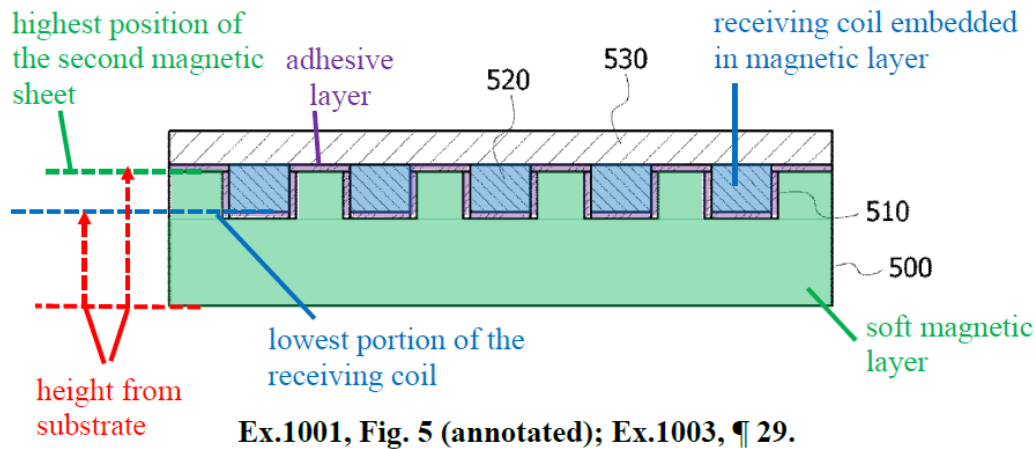 highest position of
the second magnetic
sheet
adhesive
layer
520
530
receiving coil embedded
in magnetic layer
510
500
lowest portion of the
receiving coil
soft magnetic
layer
height from
substrate
Ex.1001, Fig. 5 (annotated); Ex.1003, ¶ 29.